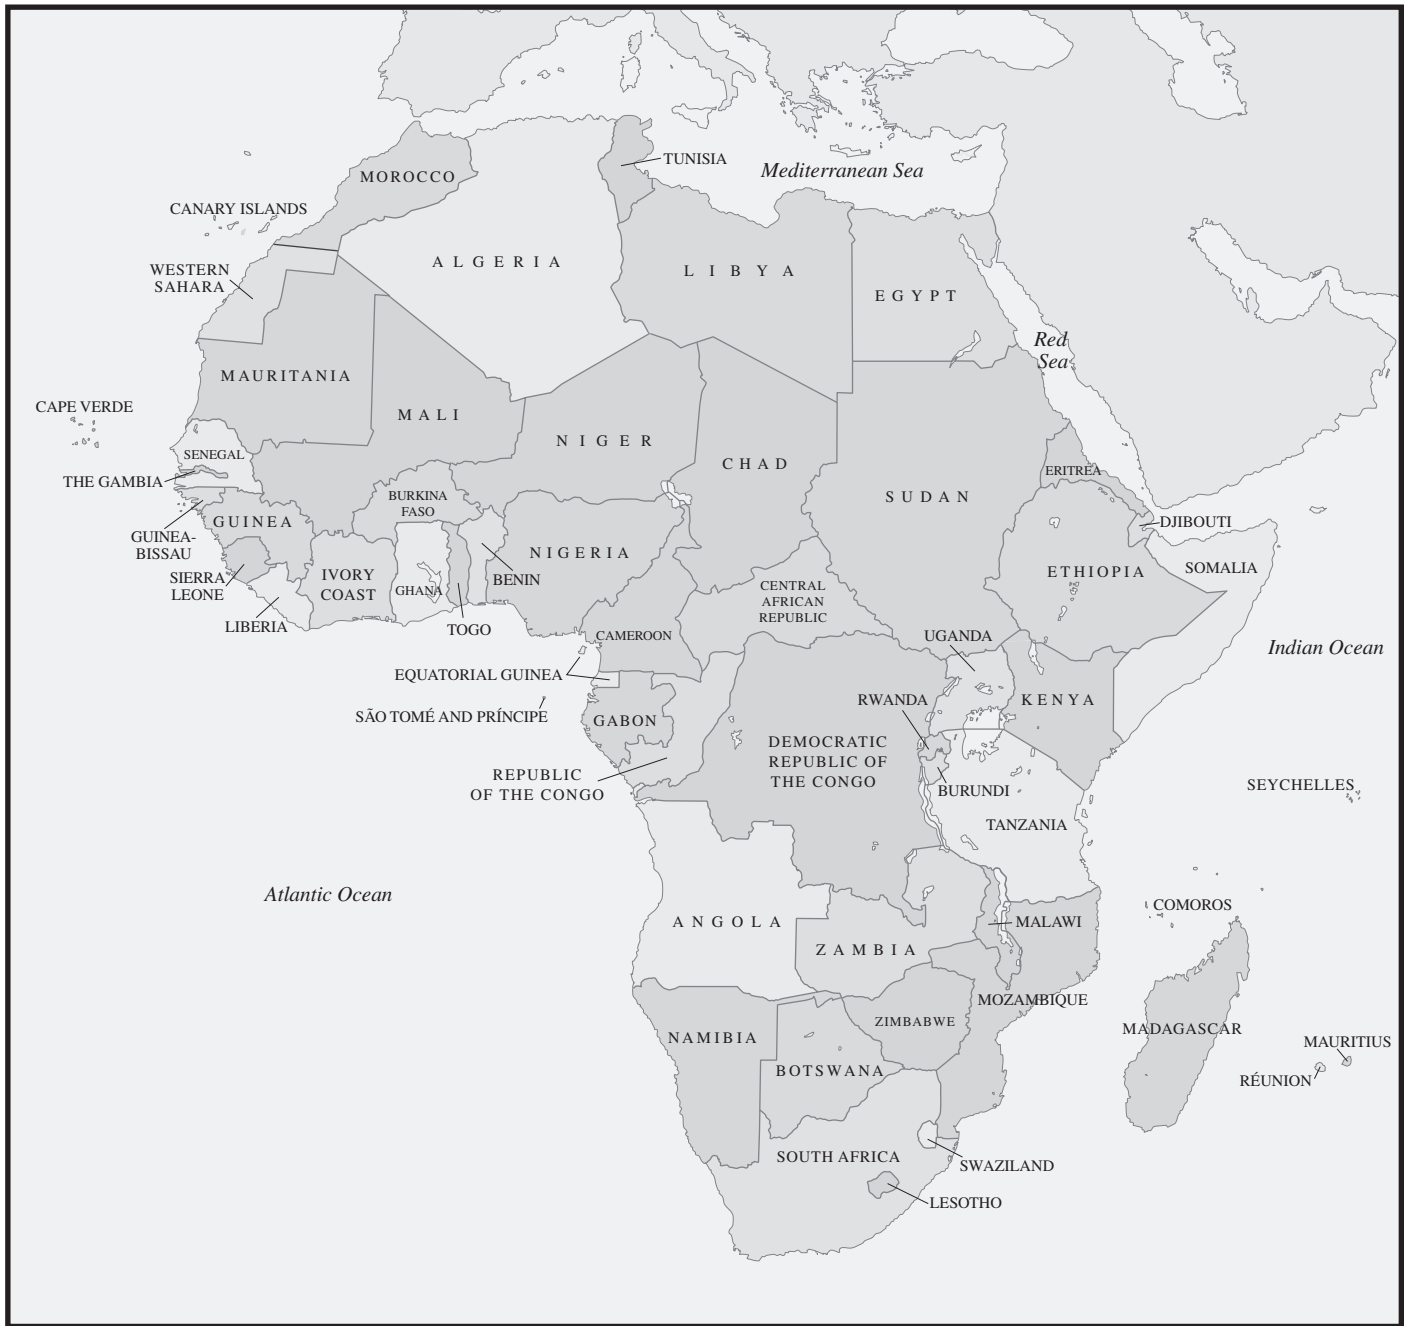 TUNISIA
Mediterranean Sea
MOROCCO
CANARY ISLANDS
ALGERIA
LIBYA
WESTERN
SAHARA
EGYPT
Red
Sea
MAURITANIA
CAPE VERDE
MALI
NIGER
CHAD
SENEGAL
ERITREA
THE GAMBIA
SUDAN
BURKINA
FASO
GUINEA
DJIBOUTI
GUINEA-
BISSAU
NIGERIA
SOMALIA
ETHIOPIA
SIERRA
LEONE
IVORY
COAST
BENIN
GHANA
CENTRAL
AFRICAN
REPUBLIC
LIBERIA
TOGO
CAMEROON
UGANDA
Indian Ocean
EQUATORIAL GUINEA
RWANDA
KENYA
SÃO TOMÉ AND PRÍNCIPE
GABON
DEMOCRATIC
REPUBLIC OF
THE CONGO
REPUBLIC
OF THE CONGO
BURUNDI
SEYCHELLES
TANZANIA
Atlantic Ocean
COMOROS
ANGOLA
MALAWI
ZAMBIA
MOZAMBIQUE
ZIMBABWE
MADAGASCAR
NAMIBIA
MAURITIUS
BOTSWANA
RÉUNION
SOUTH AFRICA
SWAZILAND
LESOTHO